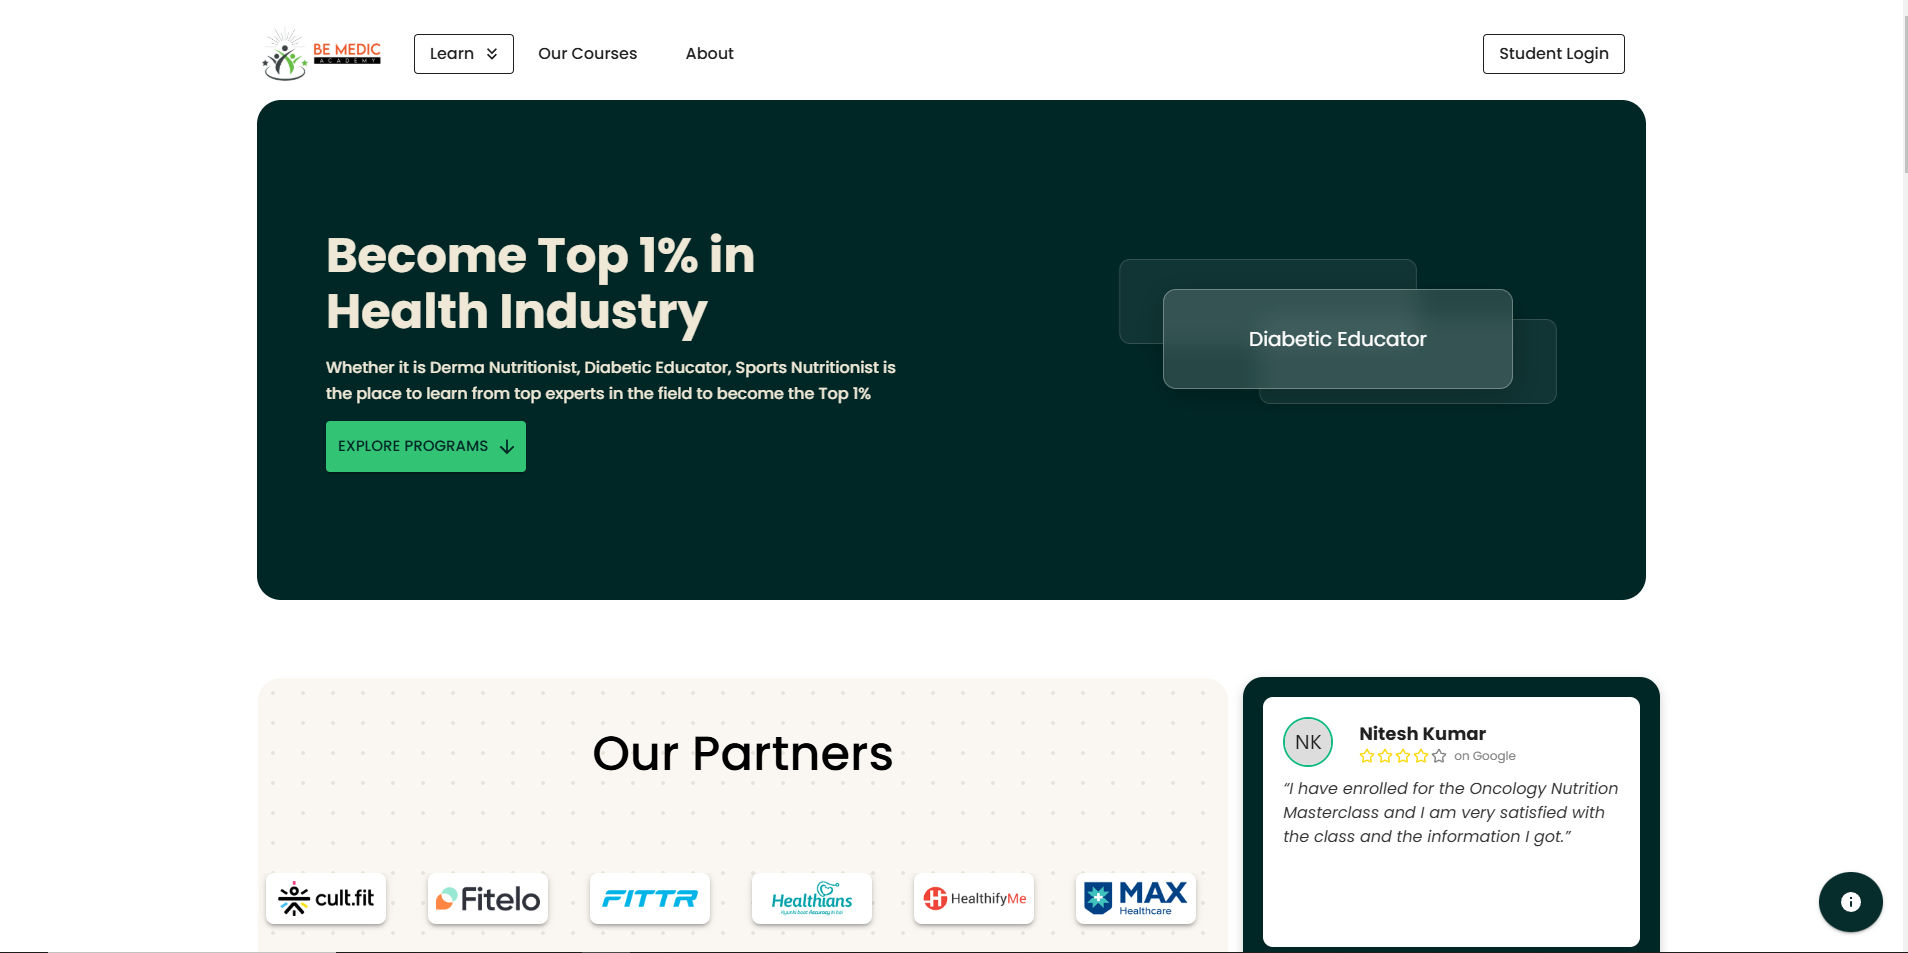 BE MEDIC
ACADEMY
Learn
Our Courses
About
Student Login
Become Top 1% in
Health Industry
Whether it is Derma Nutritionist, Diabetic Educator, Sports Nutritionist is
the place to learn from top experts in the field to become the Top 1%
EXPLORE PROGRAMS
Diabetic Educator
Our Partners
cult.fit
Fitelo
FITTR
Healthians
HealthifyMe
MAX
Healthcare
NK
Nitesh Kumar
on Google
“I have enrolled for the Oncology Nutrition
Masterclass and I am very satisfied with
the class and the information I got.”